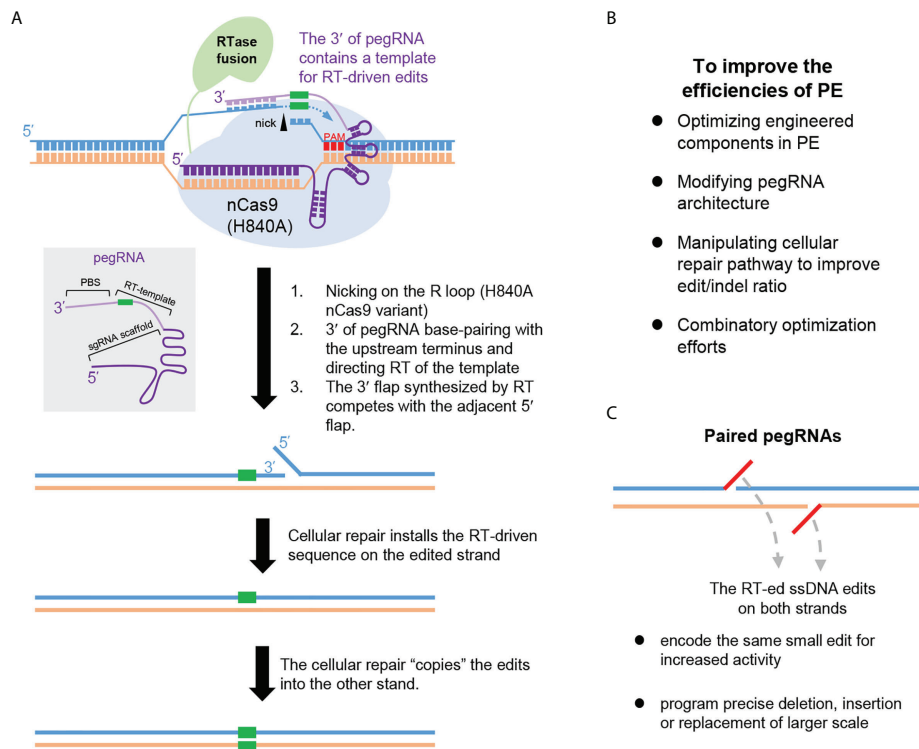 A
RTase
fusion
The 3′ of pegRNA
contains a template
for RT-driven edits
3′
nick
5′
PAM
5′
nCas9
(H840A)
pegRNA
PBS
RT-template
3′
sgRNA scaffold
5′
1. Nicking on the R loop (H840A
nCas9 variant)
2. 3′ of pegRNA base-pairing with
the upstream terminus and
directing RT of the template
3. The 3′ flap synthesized by RT
competes with the adjacent 5′
flap.
5′
3′
Cellular repair installs the RT-driven
sequence on the edited strand
The cellular repair “copies” the edits
into the other stand.
B
To improve the
efficiencies of PE
● Optimizing engineered
components in PE
● Modifying pegRNA
architecture
● Manipulating cellular
repair pathway to improve
edit/indel ratio
● Combinatory optimization
efforts
C
Paired pegRNAs
The RT-ed ssDNA edits
on both strands
● encode the same small edit for
increased activity
● program precise deletion, insertion
or replacement of larger scale